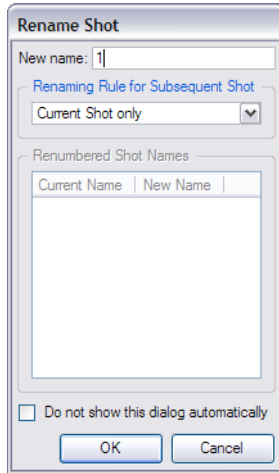 Rename Shot
New name: 1
Renaming Rule for Subsequent Shot
Current Shot only
Renumbered Shot Names
Current Name New Name
Do not show this dialog automatically
OK Cancel